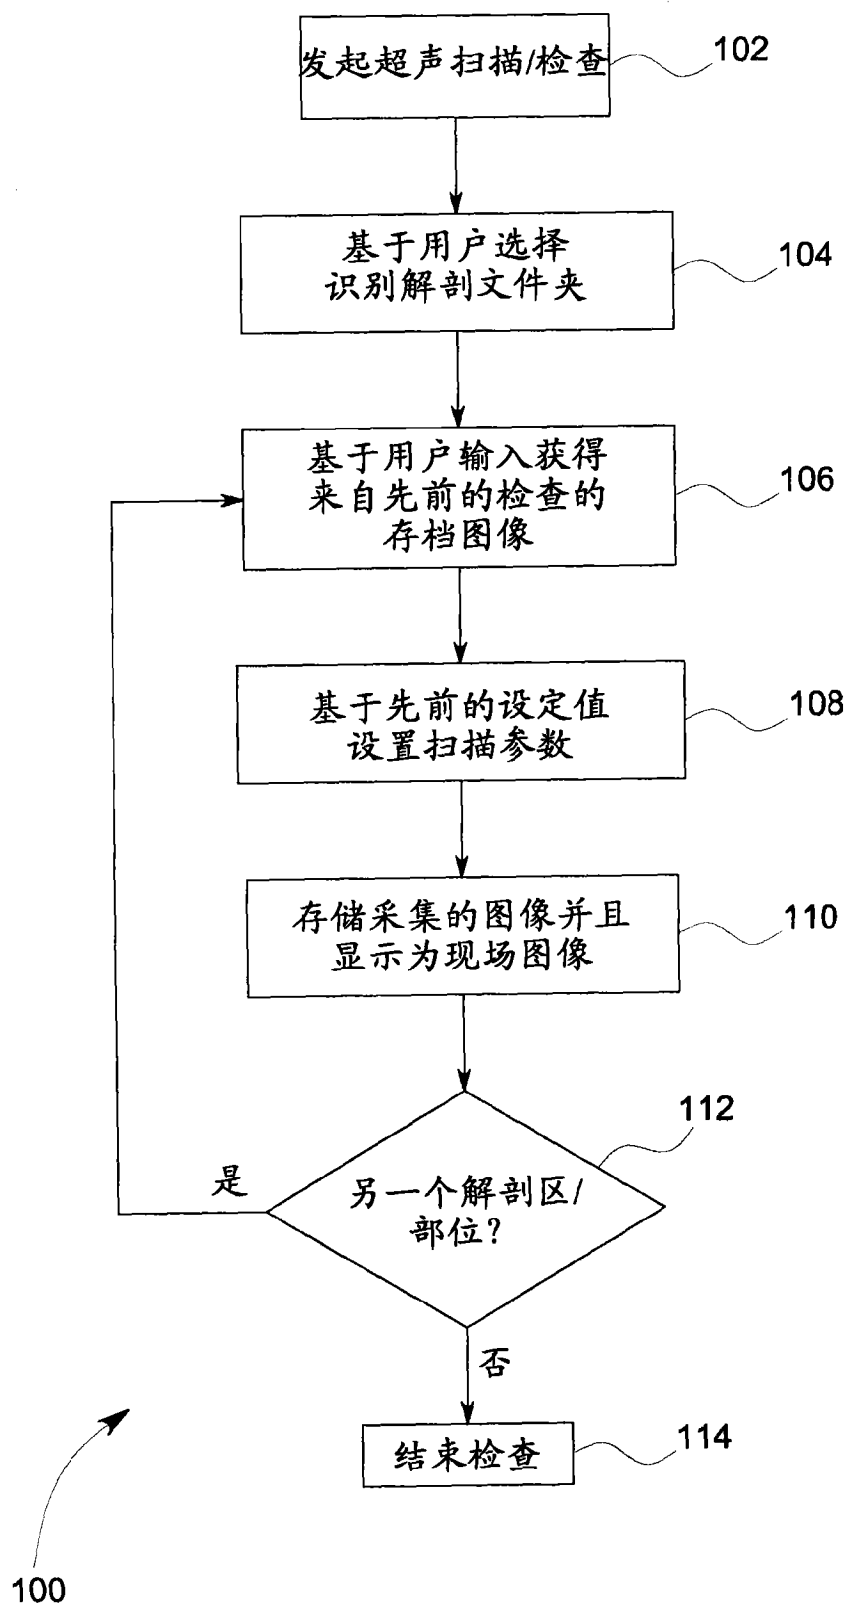 发起超声扫描/检查
102
基于用户选择
识别解剖文件夹
104
基于用户输入获得
来自先前的检查的
存档图像
106
基于先前的设定值
设置扫描参数
108
存储采集的图像并且
显示为现场图像
110
112
是
另一个解剖区/
部位?
否
结束检查
114
100